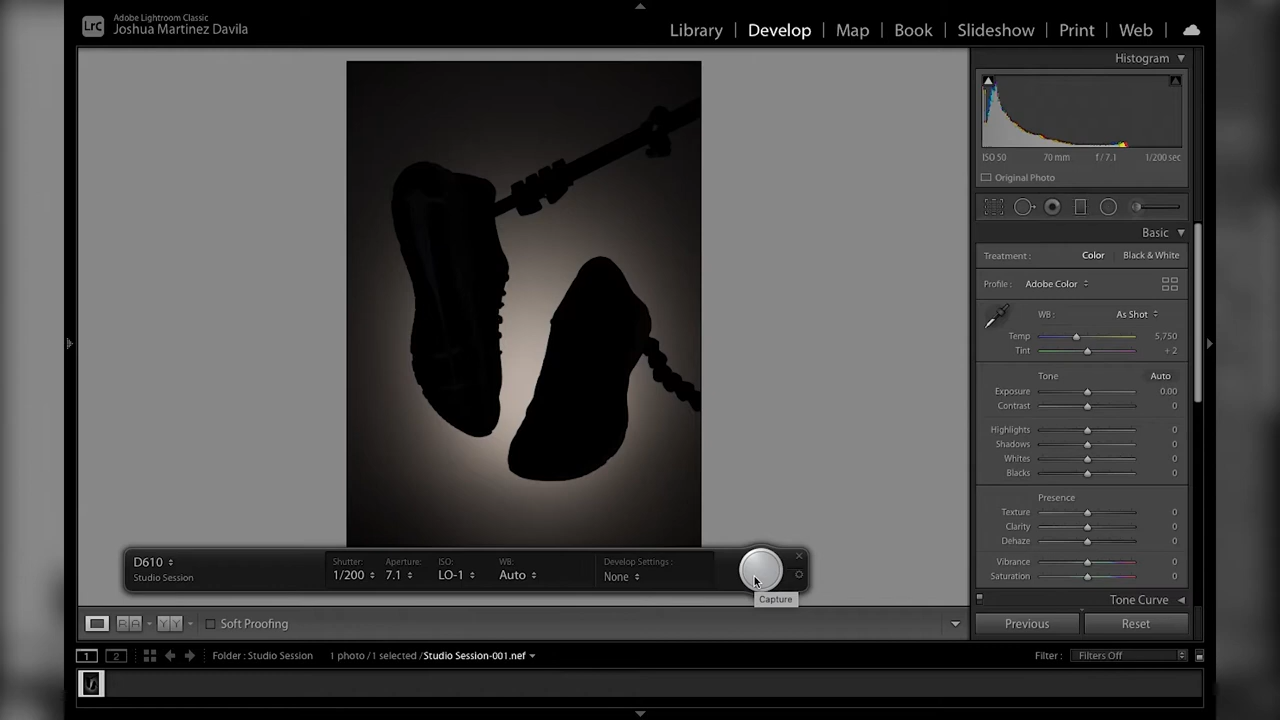 Adobe Lightroom Classic
LrC Joshua Martinez Davila
Library | Develop | Map | Book | Slideshow | Print | Web
Histogram
ISO 50 70 mm f / 7.1 1/200 sec
Original Photo
Basic
Treatment : Color Black & White
Profile : Adobe Color
WB : As Shot
Temp 5,750
Tint + 2
Tone Auto
Exposure 0.00
Contrast 0
Highlights 0
Shadows 0
Whites 0
Blacks 0
Presence
Texture 0
Clarity 0
Dehaze 0
Vibrance 0
Saturation 0
Tone Curve
Previous Reset
D610
Studio Session
Shutter: Aperture: ISO: WB: Develop Settings :
1/200 7.1 LO-1 Auto None
Capture
R A Y Y Soft Proofing
1 2 Folder : Studio Session 1 photo / 1 selected / Studio Session-001.nef
Filter : Filters Off